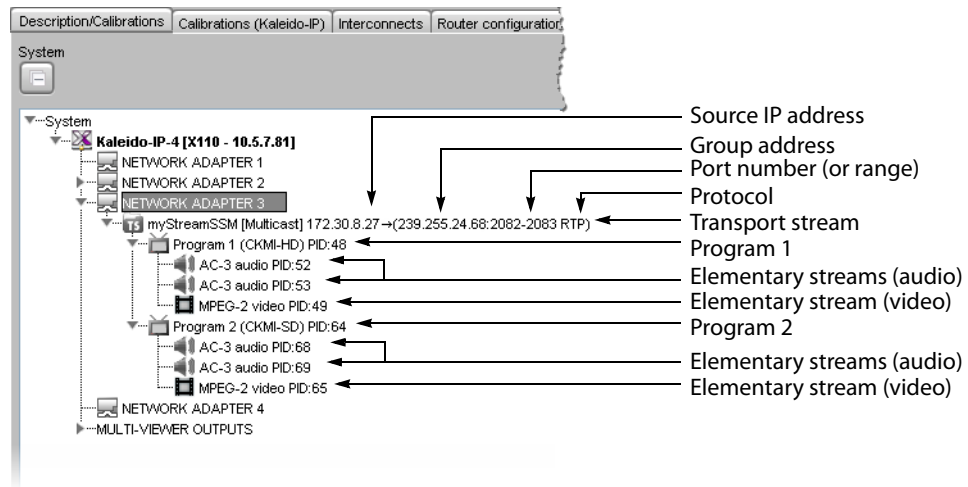 Description/Calibrations Calibrations (Kaleido-IP) Interconnects Router configuration
System
System
Kaleido-IP-4 [X110 - 10.5.7.81]
NETWORK ADAPTER 1
NETWORK ADAPTER 2
NETWORK ADAPTER 3
TS myStreamSSM [Multicast] 172.30.8.27→(239.255.24.68:2082-2083 RTP)
Program 1 (CKMI-HD) PID:48
AC-3 audio PID:52
AC-3 audio PID:53
MPEG-2 video PID:49
Program 2 (CKMI-SD) PID:64
AC-3 audio PID:68
AC-3 audio PID:69
MPEG-2 video PID:65
NETWORK ADAPTER 4
MULTI-VIEWER OUTPUTS
Source IP address
Group address
Port number (or range)
Protocol
Transport stream
Program 1
Elementary streams (audio)
Elementary stream (video)
Program 2
Elementary streams (audio)
Elementary stream (video)